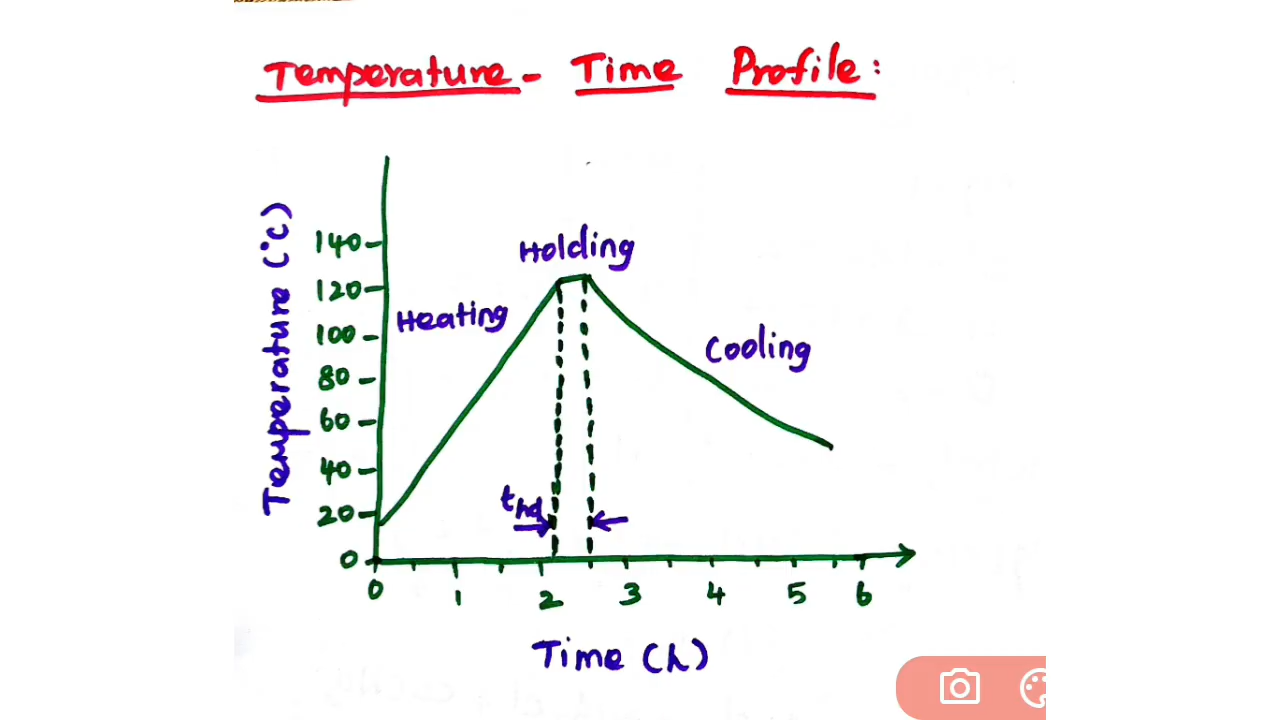 Temperature - Time Profile:
Temperature (°C)
140
120
100
80
60
40
20
0
Holding
Heating
Cooling
thd
0 1 2 3 4 5 6
Time (h)